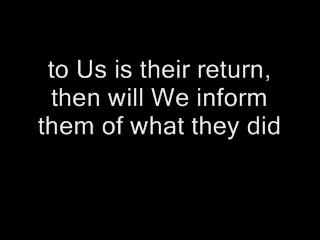 to Us is their return,
then will We inform
them of what they did